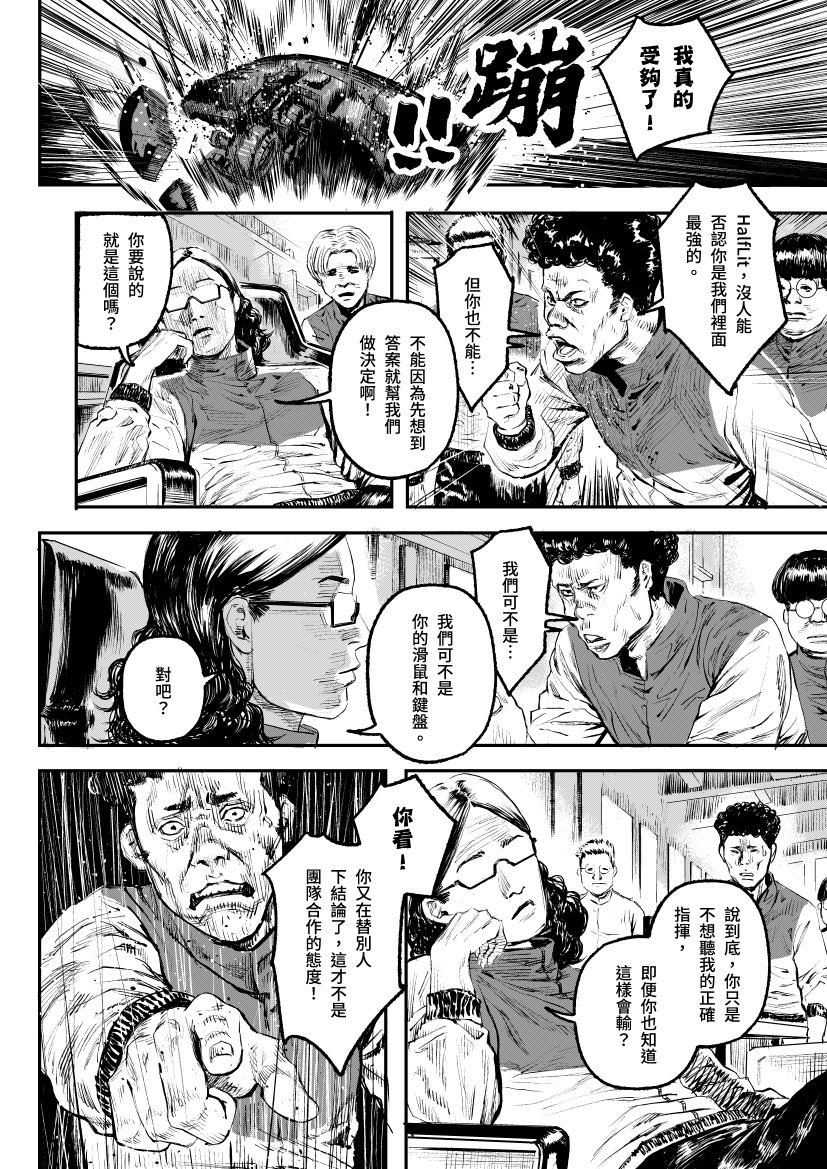 我真的
受夠了！
蹦
!!
HalfLit，沒人能
否認你是我們裡面
最強的。
但你也不能…
不能因為先想到
答案就幫我們
做決定啊！
你要說的
就是這個嗎？
我們可不是…
我們可不是
你的滑鼠和鍵盤。
對吧？
說到底，你只是
不想聽我的正確
指揮，
即便你也知道
這樣會輸？
你看！
你又在替別人
下結論了，這才不是
團隊合作的態度！